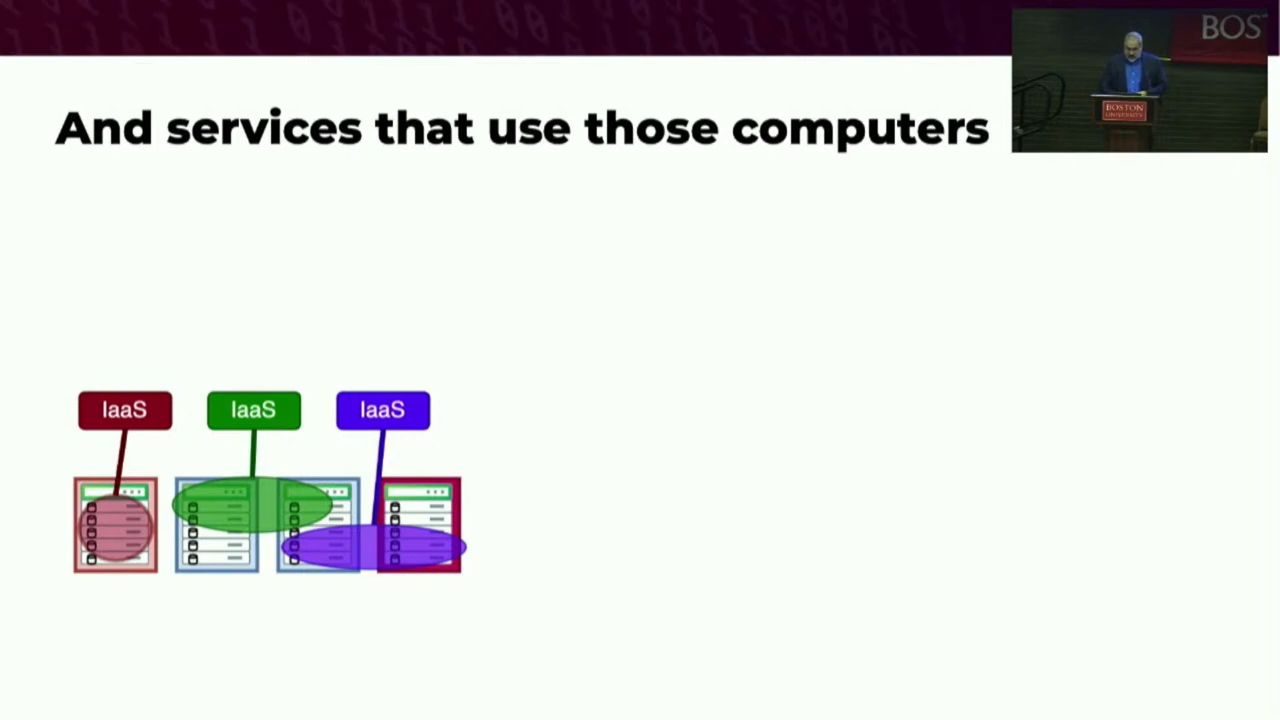 And services that use those computers
BOS
BOSTON
UNIVERSITY
IaaS
IaaS
IaaS